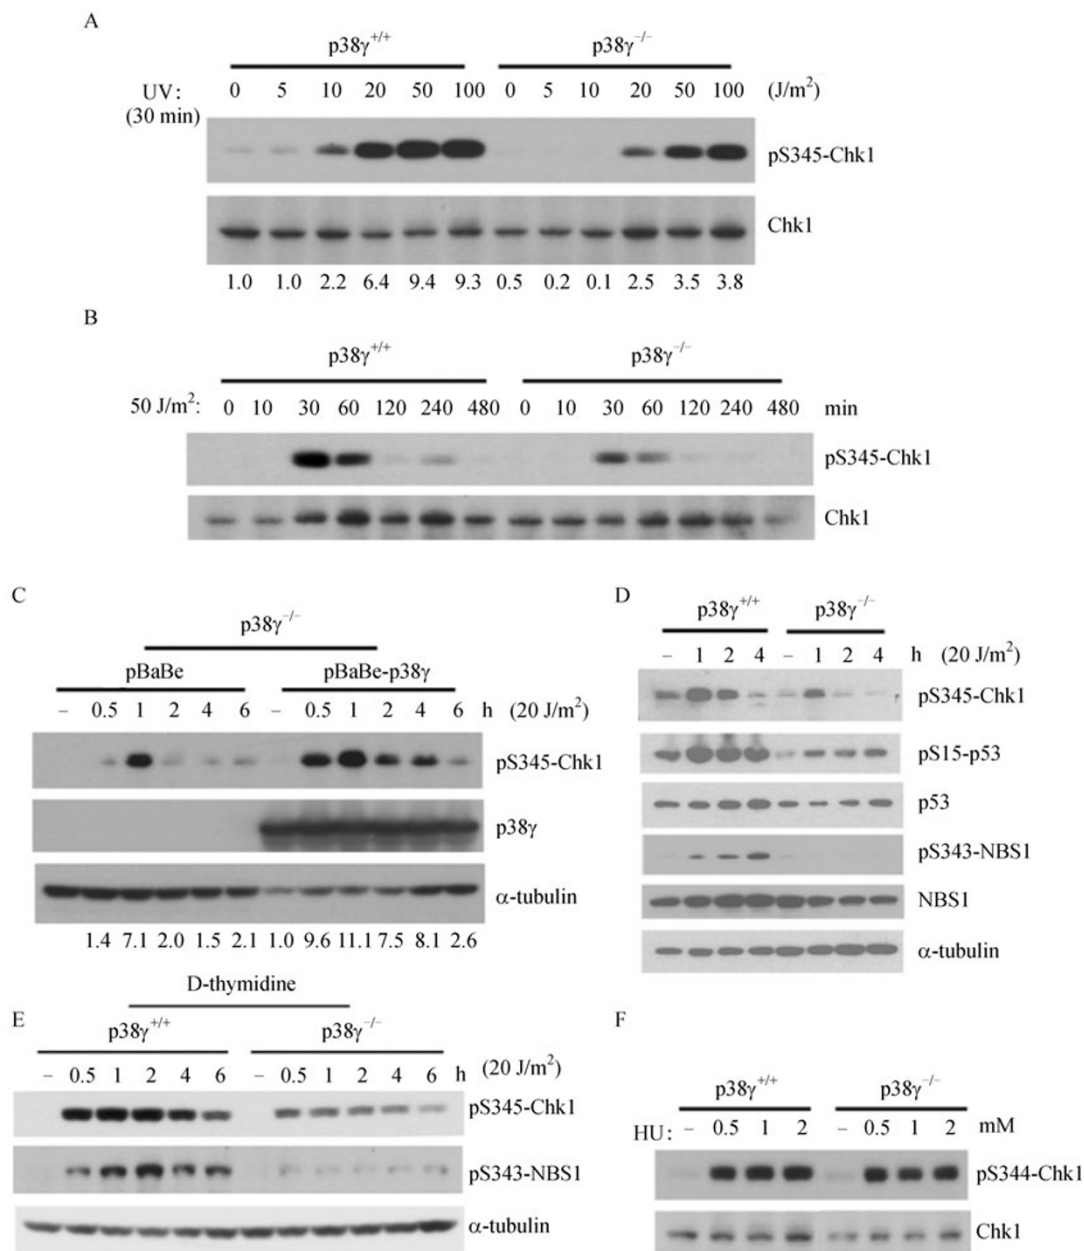 A
p38γ+/+ p38γ−/−
UV: 0 5 10 20 50 100 0 5 10 20 50 100 (J/m2)
(30 min)
pS345-Chk1
Chk1
1.0 1.0 2.2 6.4 9.4 9.3 0.5 0.2 0.1 2.5 3.5 3.8
B
p38γ+/+ p38γ−/−
50 J/m2: 0 10 30 60 120 240 480 0 10 30 60 120 240 480 min
pS345-Chk1
Chk1
C
p38γ−/−
pBaBe pBaBe-p38γ
– 0.5 1 2 4 6 – 0.5 1 2 4 6 h (20 J/m2)
pS345-Chk1
p38γ
α-tubulin
1.4 7.1 2.0 1.5 2.1 1.0 9.6 11.1 7.5 8.1 2.6
D
p38γ+/+ p38γ−/−
– 1 2 4 – 1 2 4 h (20 J/m2)
pS345-Chk1
pS15-p53
p53
pS343-NBS1
NBS1
α-tubulin
D-thymidine
E
p38γ+/+ p38γ−/−
– 0.5 1 2 4 6 – 0.5 1 2 4 6 h (20 J/m2)
pS345-Chk1
pS343-NBS1
α-tubulin
F
p38γ+/+ p38γ−/−
HU: – 0.5 1 2 – 0.5 1 2 mM
pS344-Chk1
Chk1